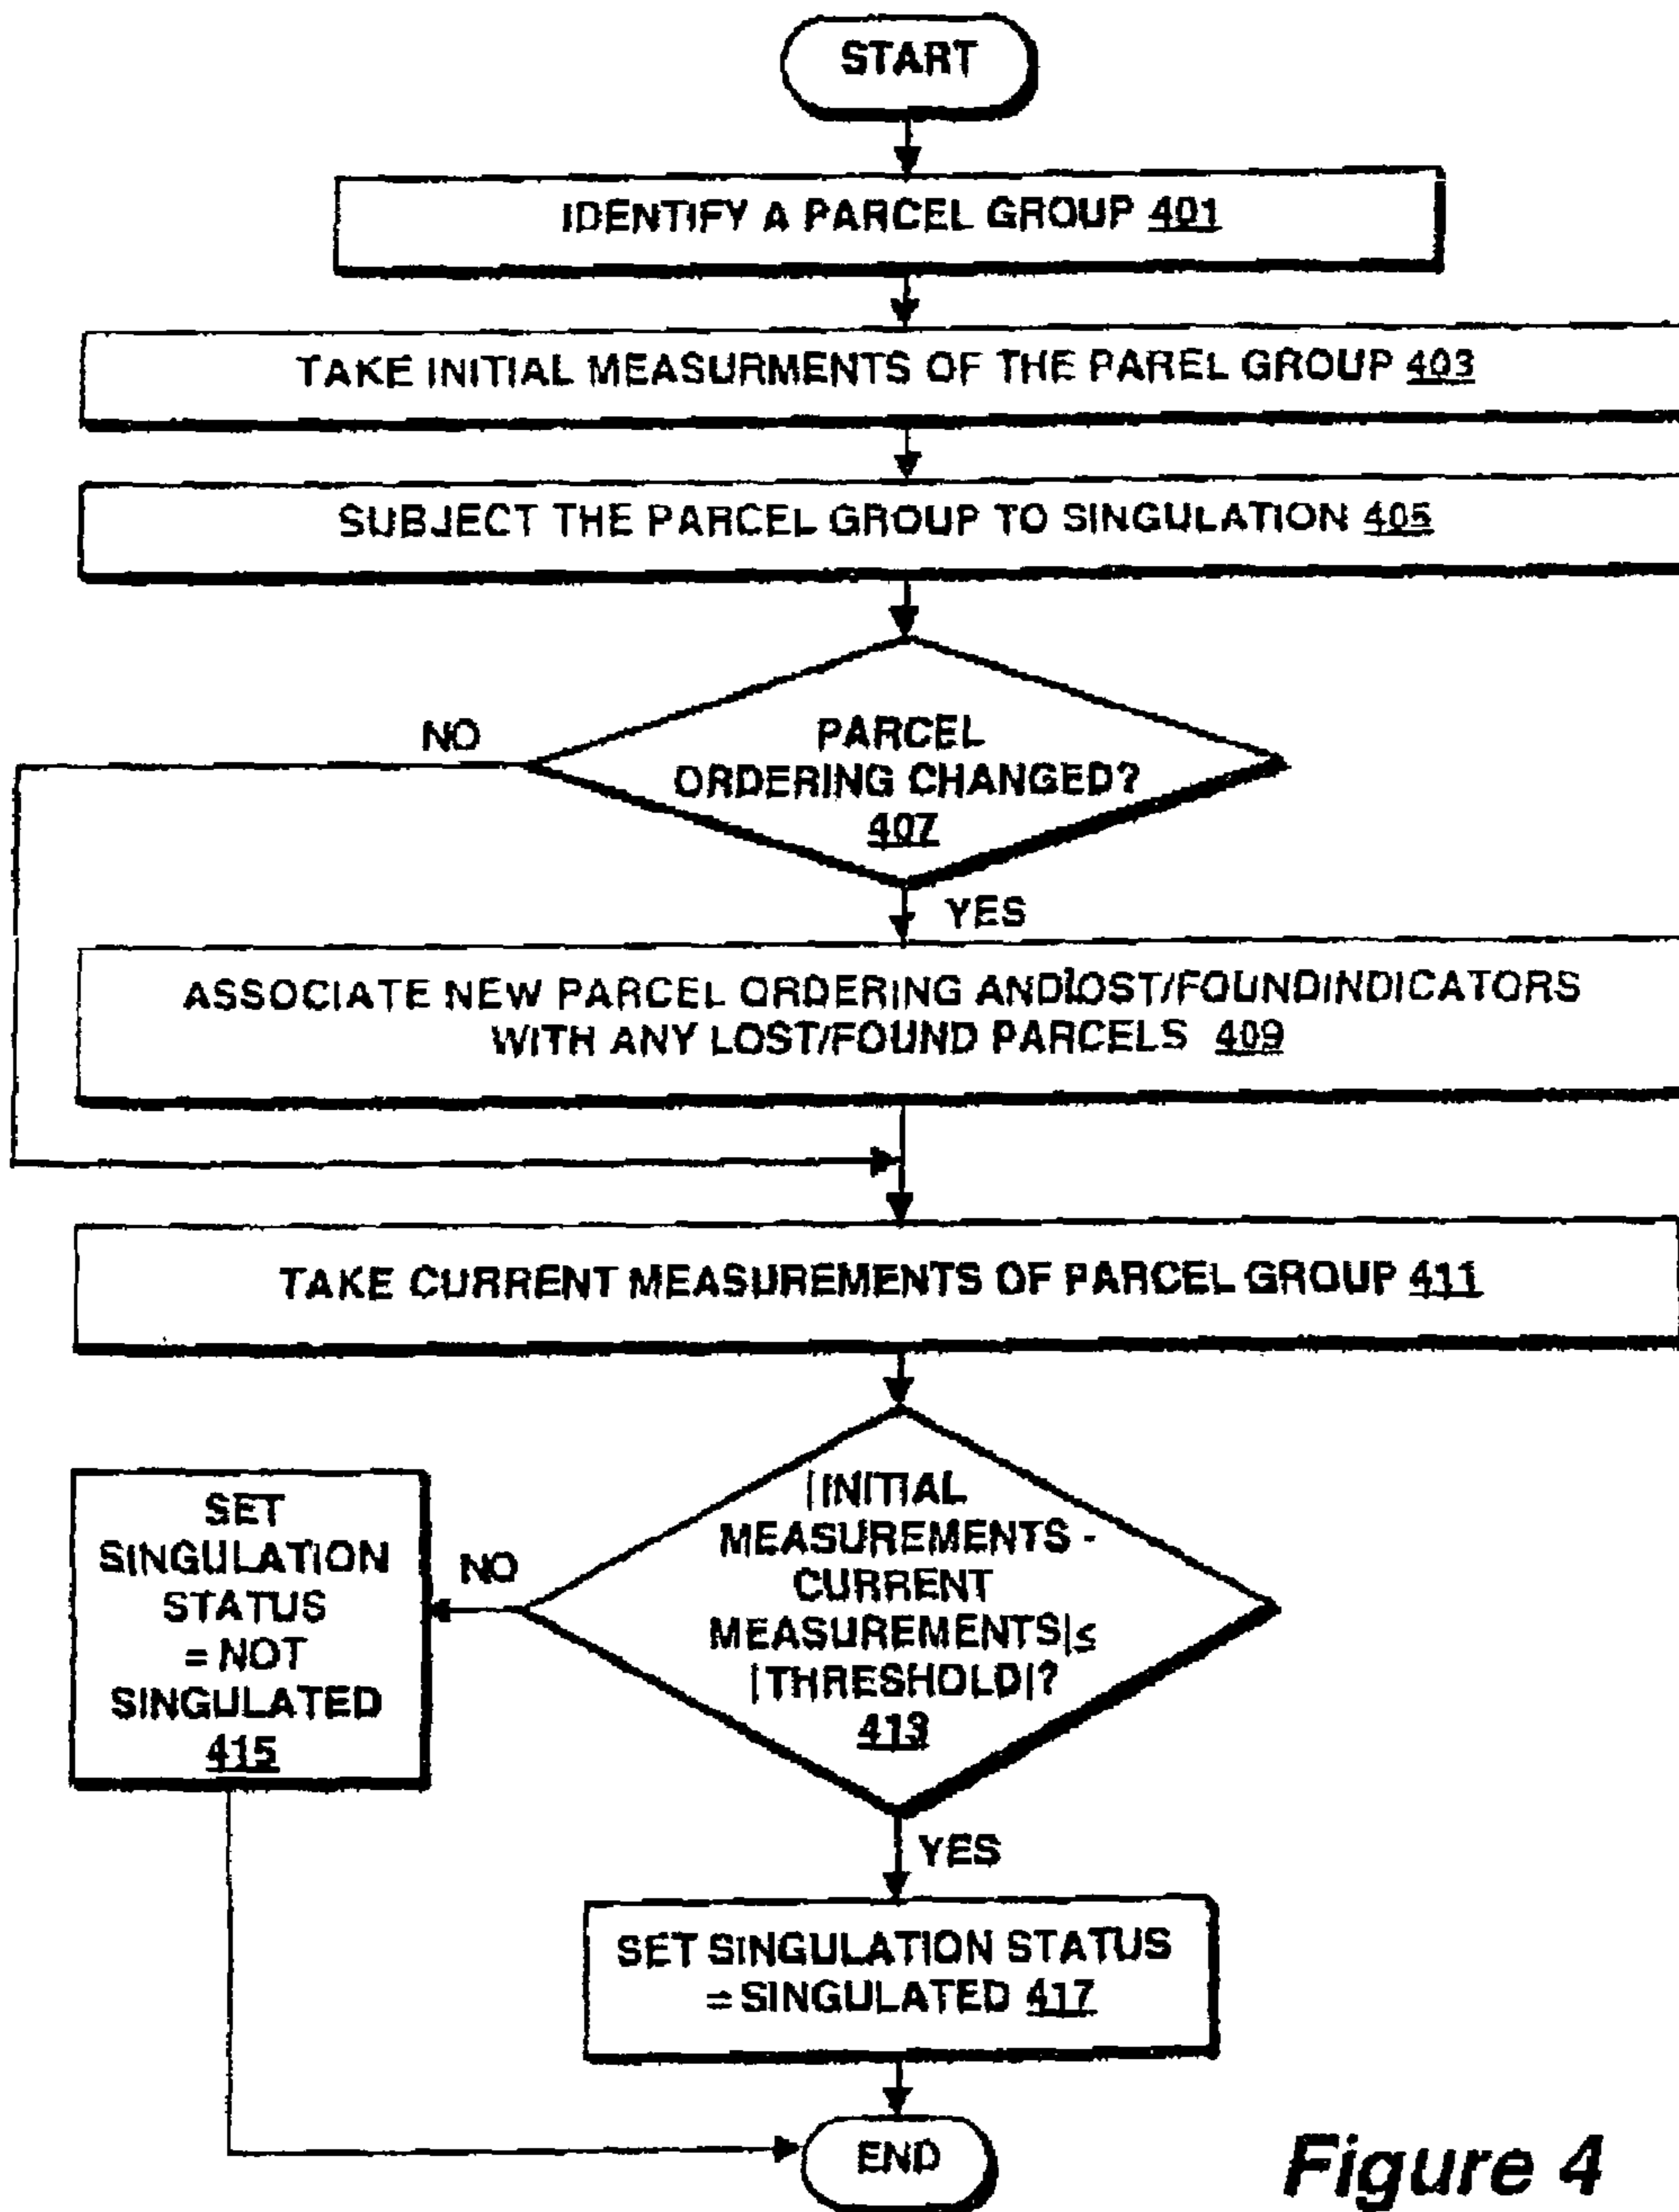 START
IDENTIFY A PARCEL GROUP 401
TAKE INITIAL MEASURMENTS OF THE PAREL GROUP 403
SUBJECT THE PARCEL GROUP TO SINGULATION 405
NO
PARCEL
ORDERING CHANGED?
407
YES
ASSOCIATE NEW PARCEL ORDERING ANDLOST/FOUNDINDICATORS
WITH ANY LOST/FOUND PARCELS 409
TAKE CURRENT MEASUREMENTS OF PARCEL GROUP 411
|INITIAL
MEASUREMENTS -
CURRENT
MEASUREMENTS|≤
|THRESHOLD|?
413
NO
SET
SINGULATION
STATUS
= NOT
SINGULATED
415
YES
SET SINGULATION STATUS
= SINGULATED 417
END
Figure 4